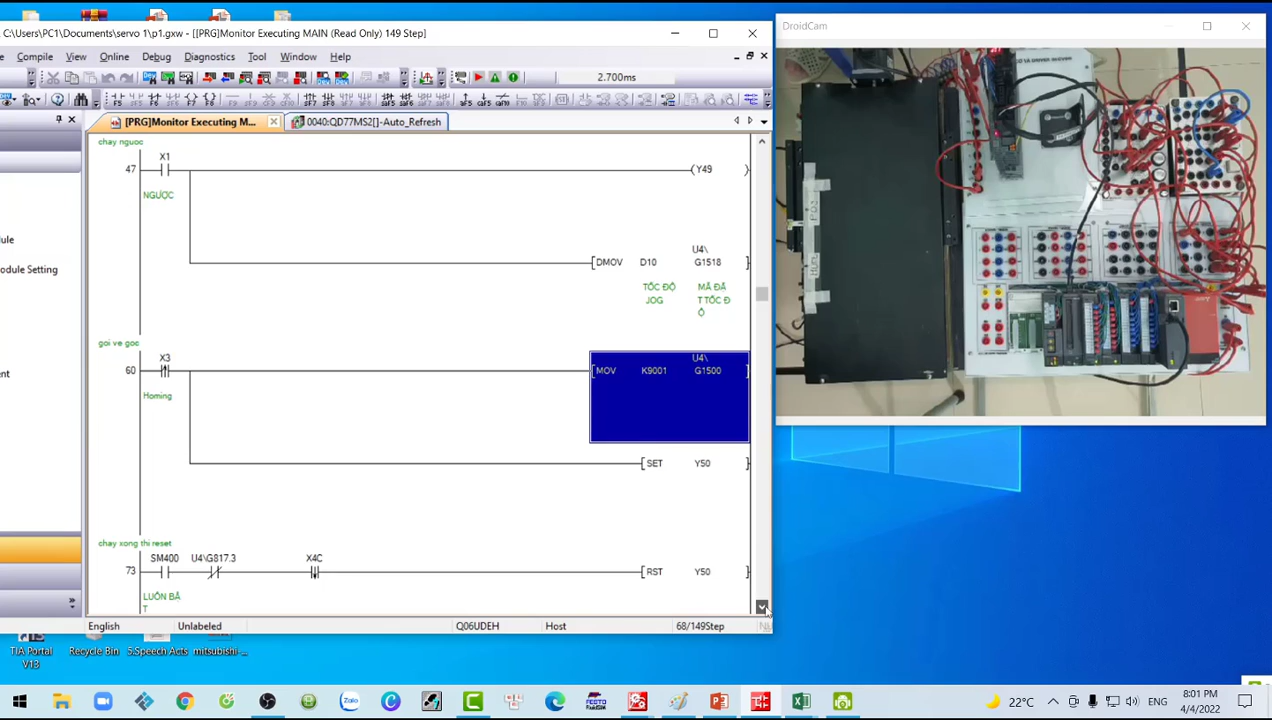 C:\Users\PC1\Documents\servo 1\p1.gxw - [[PRG]Monitor Executing MAIN (Read Only) 149 Step]
DroidCam
Edit
Compile View Online Debug Diagnostics Tool Window Help
2.700ms
[PRG]Monitor Executing M... 0040:QD77MS2[]-Auto_Refresh
chay nguoc
47 X1 Y49
NGƯỢC
U4\
DMOV D10 G1518
TỐC ĐỘ MÃ ĐẶ
JOG T TỐC Đ
Ộ
goi ve goc
60 X3 U4\
MOV K9001 G1500
Homing
SET Y50
chay xong thi reset
SM400 U4\G817.3 X4C
73 RST Y50
LUÔN BẬ
T
ule
odule Setting
ent
English Unlabeled Q06UDEH Host 68/149Step
TIA Portal Recycle Bin 5.Speech Acts mitsubishi-...
V13
22°C ENG 8:01 PM
4/4/2022